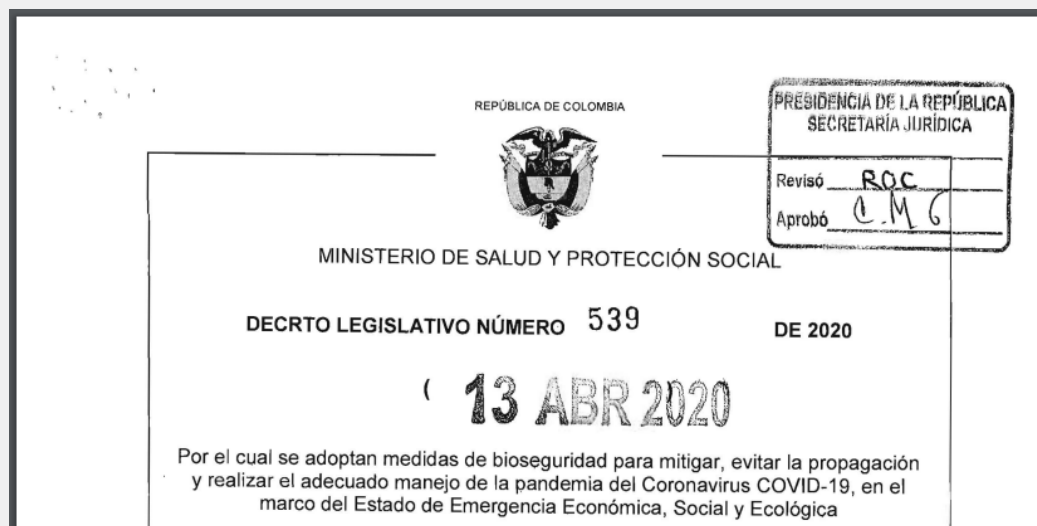 REPÚBLICA DE COLOMBIA
PRESIDENCIA DE LA REPÚBLICA
SECRETARÍA JURÍDICA
Revisó ROC
Aprobó C.M G
MINISTERIO DE SALUD Y PROTECCIÓN SOCIAL
DECRTO LEGISLATIVO NÚMERO 539 DE 2020
( 13 ABR 2020
Por el cual se adoptan medidas de bioseguridad para mitigar, evitar la propagación
y realizar el adecuado manejo de la pandemia del Coronavirus COVID-19, en el
marco del Estado de Emergencia Económica, Social y Ecológica